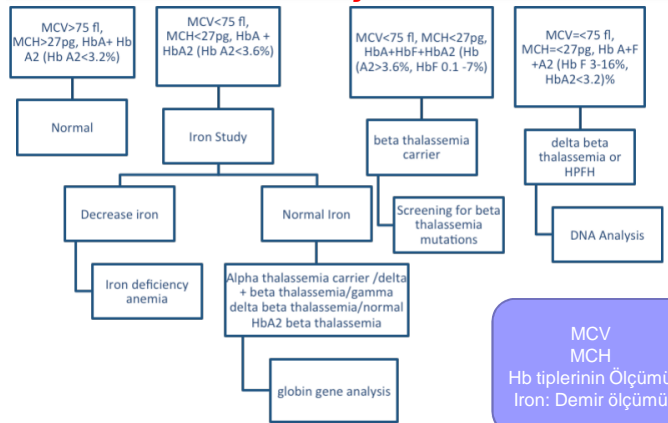 MCV>75 fl,
MCH>27pg, HbA+ Hb
A2 (Hb A2<3.2%)
MCV<75 fl,
MCH<27pg, HbA +
HbA2 (Hb A2<3.6%)
MCV<75 fl, MCH<27pg,
HbA+HbF+HbA2 (Hb
(A2>3.6%, HbF 0.1 -7%)
MCV=<75 fl,
MCH=<27pg, Hb A+F
+A2 (Hb F 3-16%,
HbA2<3.2)%
Normal
Iron Study
beta thalassemia
carrier
delta beta
thalassemia or
HPFH
Decrease iron
Normal Iron
Screening for beta
thalassemia
mutations
DNA Analysis
Iron deficiency
anemia
Alpha thalassemia carrier /delta
+ beta thalassemia/gamma
delta beta thalassemia/normal
HbA2 beta thalassemia
globin gene analysis
MCV
MCH
Hb tiplerinin Ölçümü
Iron: Demir ölçümü